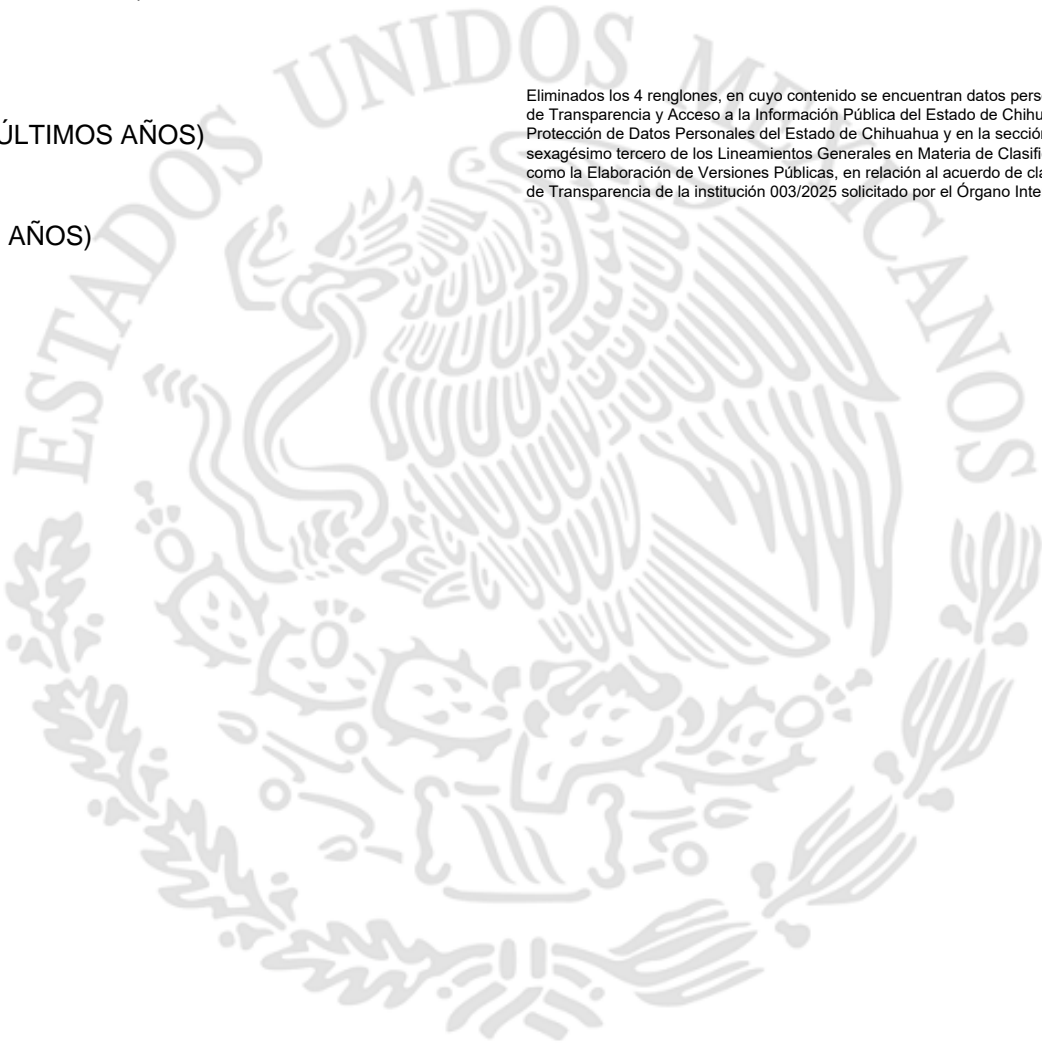 ÚLTIMOS AÑOS)
AÑOS)
Eliminados los 4 renglones, en cuyo contenido se encuentran datos pers
de Transparencia y Acceso a la Información Pública del Estado de Chihu
Protección de Datos Personales del Estado de Chihuahua y en la sección
sexagésimo tercero de los Lineamientos Generales en Materia de Clasifi
como la Elaboración de Versiones Públicas, en relación al acuerdo de cla
de Transparencia de la institución 003/2025 solicitado por el Órgano Inte
ESTADOS UNIDOS MEXICANOS